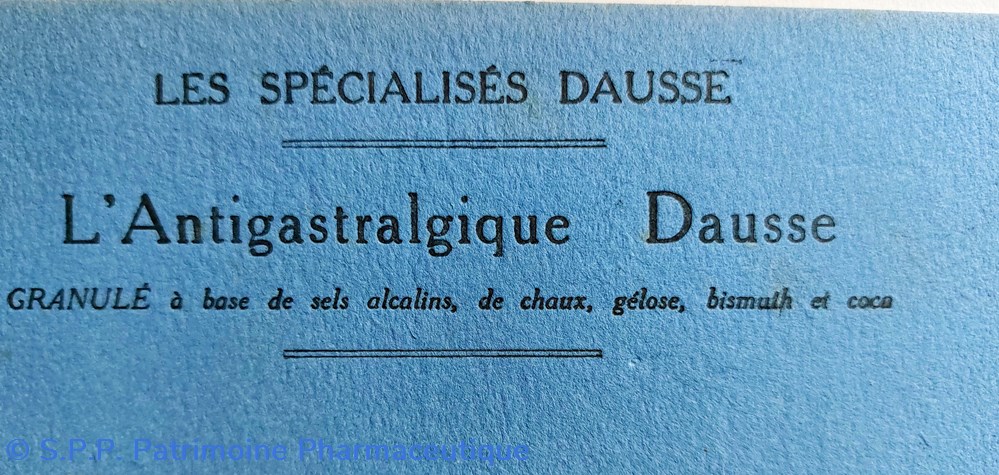 LES SPÉCIALISÉS DAUSSE
L'Antigastralgique Dausse
GRANULÉ à base de sels alcalins, de chaux, gélose, bismuth et coca
© S.P.P. Patrimoine Pharmaceutique